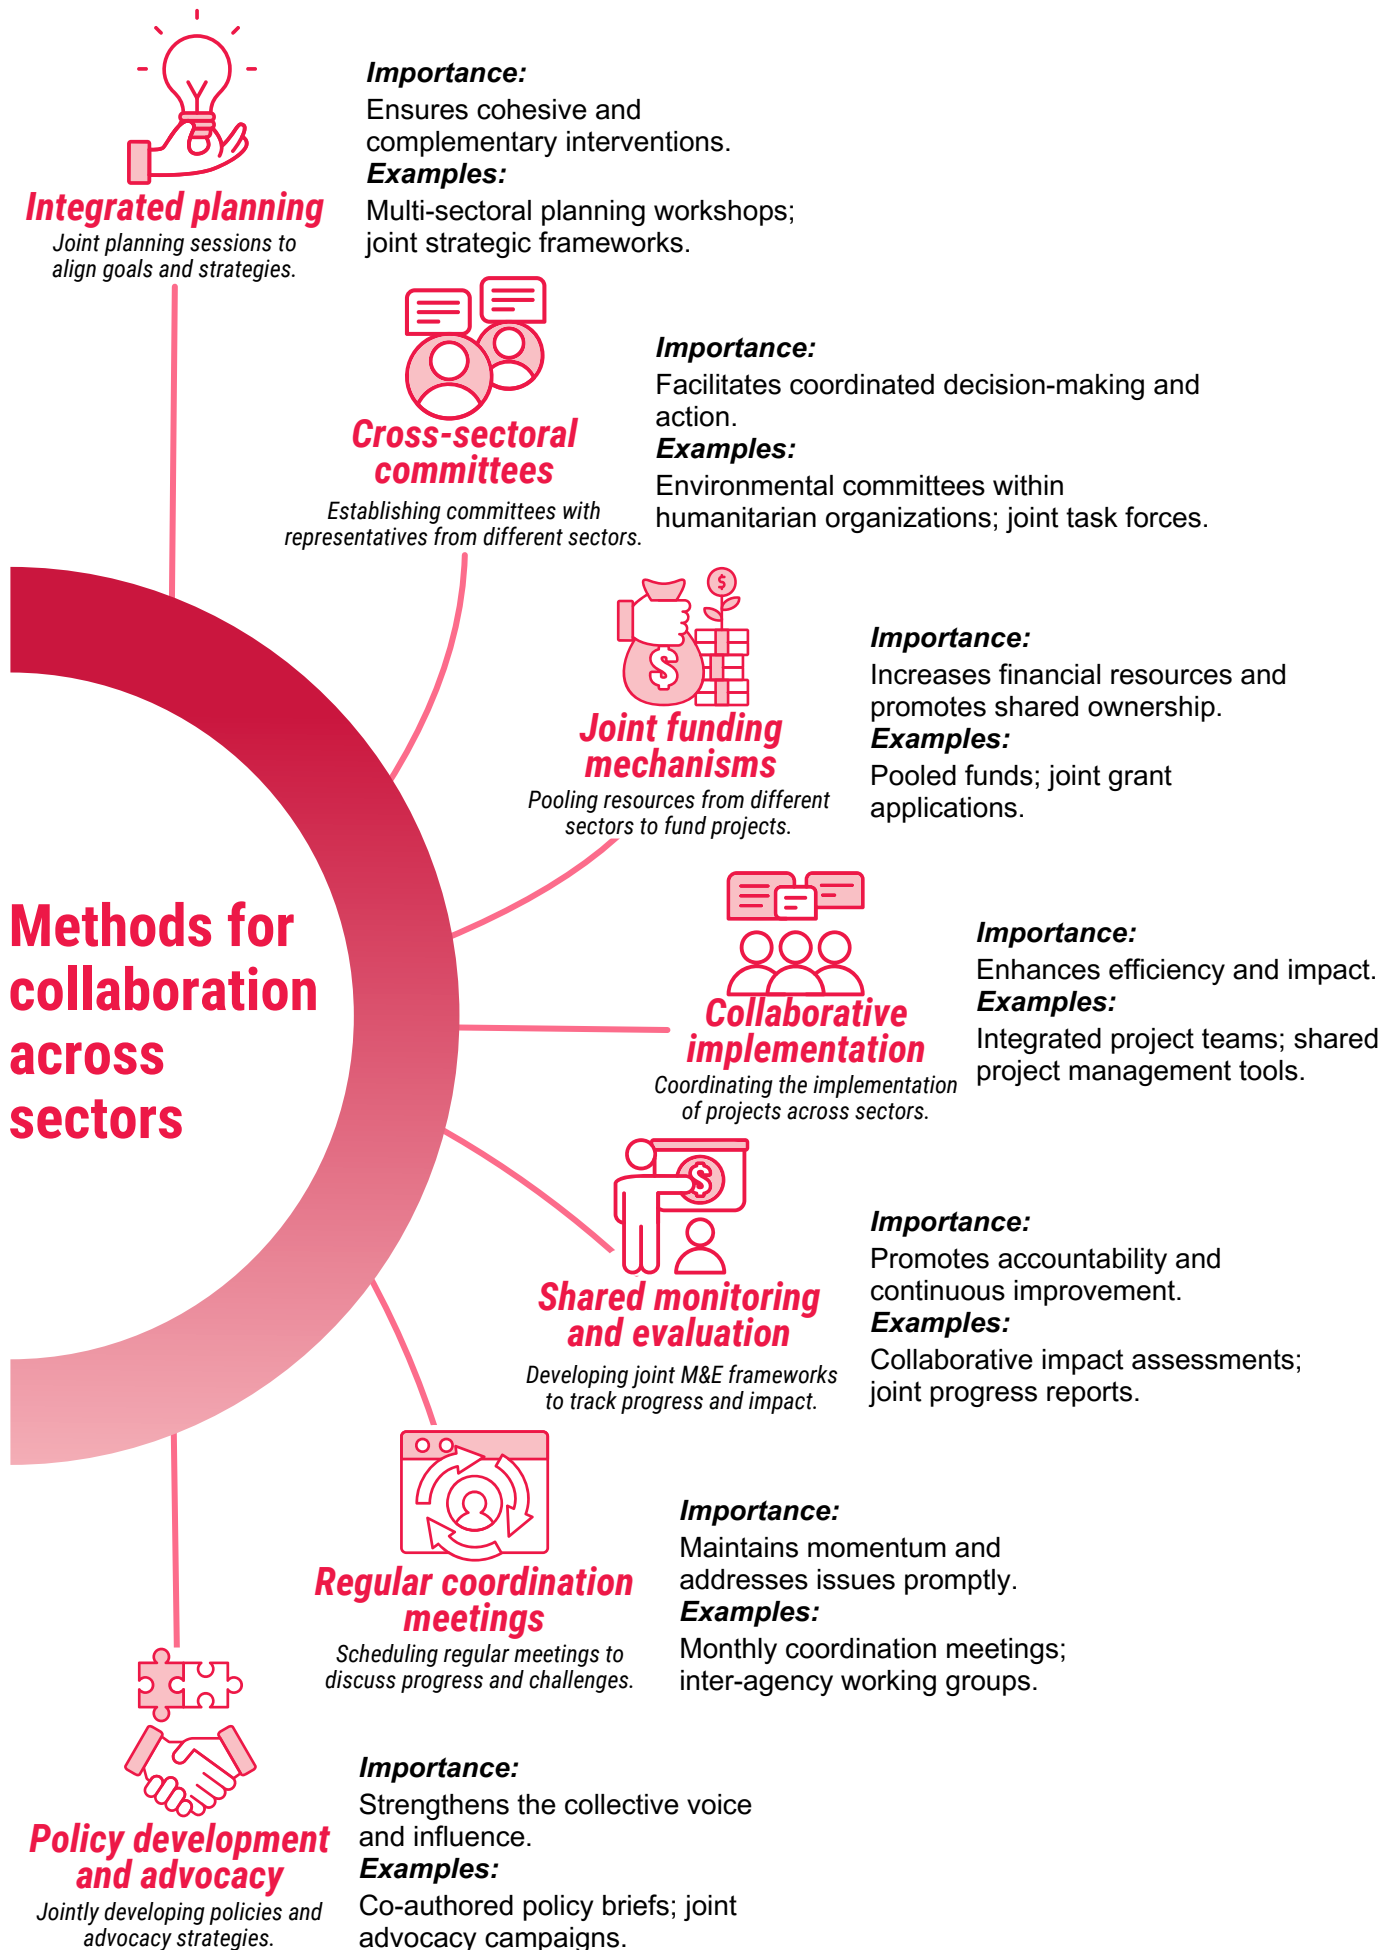 Methods for
collaboration
across
sectors
Integrated planning
Joint planning sessions to
align goals and strategies.
Importance:
Ensures cohesive and
complementary interventions.
Examples:
Multi-sectoral planning workshops;
joint strategic frameworks.
Cross-sectoral
committees
Establishing committees with
representatives from different sectors.
Importance:
Facilitates coordinated decision-making and
action.
Examples:
Environmental committees within
humanitarian organizations; joint task forces.
$
$
Joint funding
mechanisms
Pooling resources from different
sectors to fund projects.
Importance:
Increases financial resources and
promotes shared ownership.
Examples:
Pooled funds; joint grant
applications.
Collaborative
implementation
Coordinating the implementation
of projects across sectors.
Importance:
Enhances efficiency and impact.
Examples:
Integrated project teams; shared
project management tools.
$
Shared monitoring
and evaluation
Developing joint M&E frameworks
to track progress and impact.
Importance:
Promotes accountability and
continuous improvement.
Examples:
Collaborative impact assessments;
joint progress reports.
Regular coordination
meetings
Scheduling regular meetings to
discuss progress and challenges.
Importance:
Maintains momentum and
addresses issues promptly.
Examples:
Monthly coordination meetings;
inter-agency working groups.
Policy development
and advocacy
Jointly developing policies and
advocacy strategies.
Importance:
Strengthens the collective voice
and influence.
Examples:
Co-authored policy briefs; joint
advocacy campaigns.